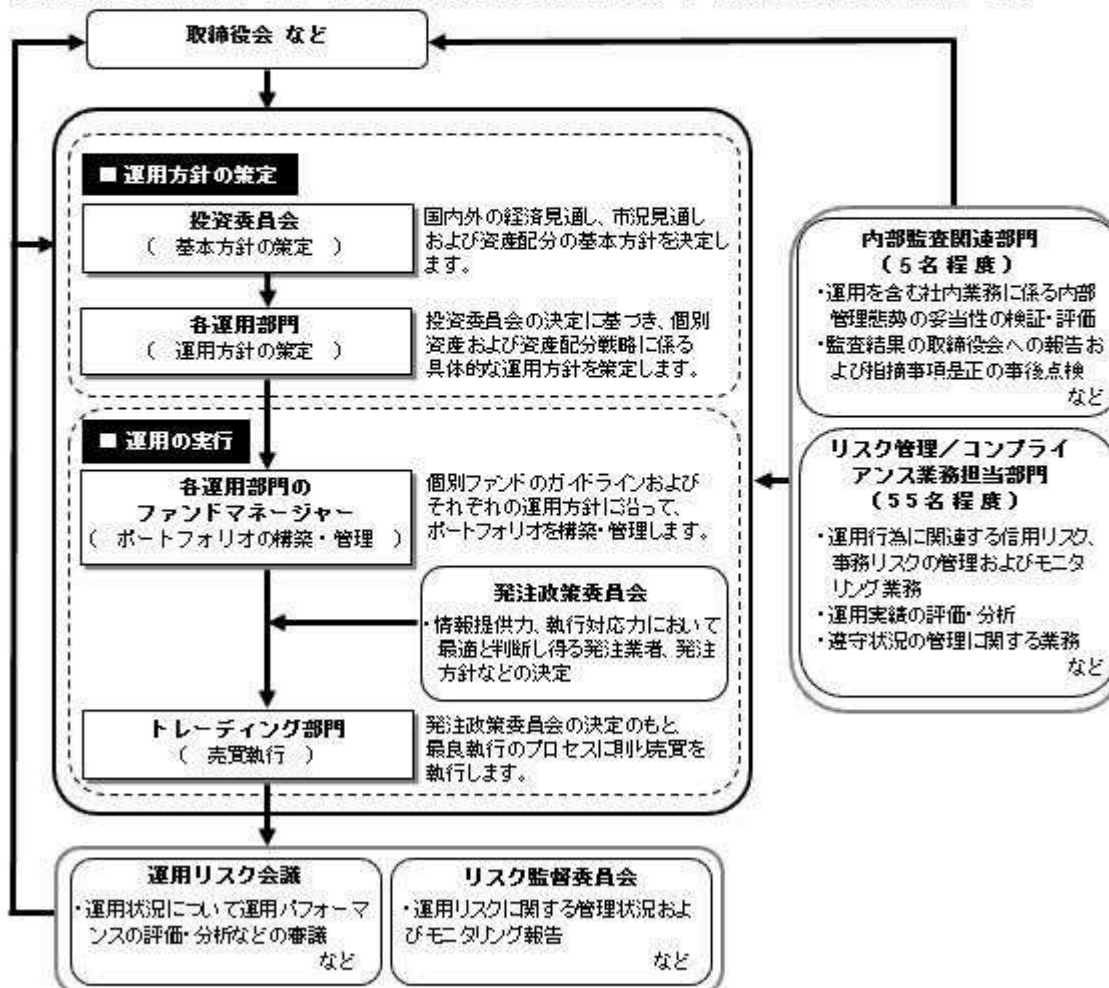 取締役会 など
■ 運用方針の策定
投資委員会
( 基本方針の策定 )
国内外の経済見通し、市況見通し
および資産配分の基本方針を決定し
ます。
各運用部門
( 運用方針の策定 )
投資委員会の決定に基づき、個別
資産および資産配分戦略に係る
具体的な運用方針を策定します。
■ 運用の実行
各運用部門の
ファンドマネージャー
( ポートフォリオの構築・管理 )
個別ファンドのガイドラインおよび
それぞれの運用方針に沿って、
ポートフォリオを構築・管理します。
発注政策委員会
・情報提供力、執行対応力において
最適と判断し得る発注業者、発注
方針などの決定
トレーディング部門
( 売買執行 )
発注政策委員会の決定のもと、
最良執行のプロセスに則り売買を
執行します。
運用リスク会議
・運用状況について運用パフォーマ
ンスの評価・分析などの審議
など
リスク監督委員会
・運用リスクに関する管理状況およ
びモニタリング報告
など
内部監査関連部門
(5名程度)
・運用を含む社内業務に係る内部
管理態勢の妥当性の検証・評価
・監査結果の取締役会への報告お
よび指摘事項是正の事後点検
など
リスク管理/コンプライ
アンス業務担当部門
(55名程度)
・運用行為に関連する信用リスク、
事務リスクの管理およびモニタ
リング業務
・運用実績の評価・分析
・遵守状況の管理に関する業務
など